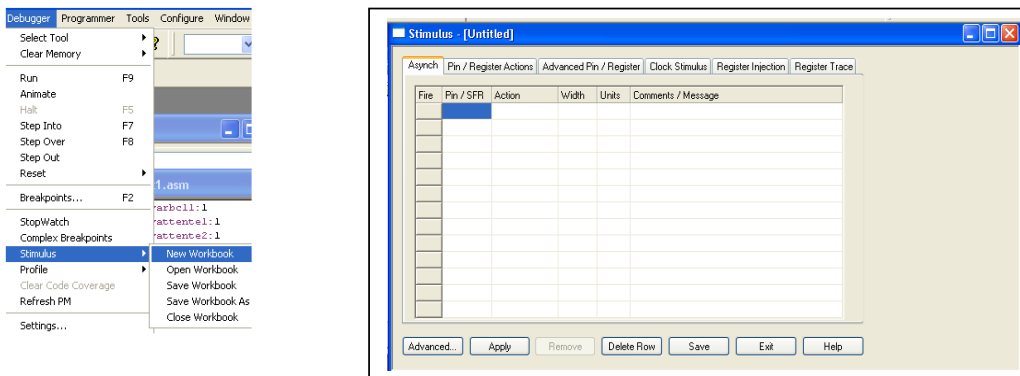 Debugger Programmer Tools Configure Window
Select Tool
Clear Memory
Run F9
Animate
Halt F5
Step Into F7
Step Over F8
Step Out
Reset
Breakpoints... F2
StopWatch
Complex Breakpoints
Stimulus
Profile
Clear Code Coverage
Refresh PM
Settings...
1.asm
varbcl1:1
vattente1:1
vattente2:1
New Workbook
Open Workbook
Save Workbook
Save Workbook As
Close Workbook
Stimulus - [Untitled]
Asynch Pin / Register Actions Advanced Pin / Register Clock Stimulus Register Injection Register Trace
Fire Pin / SFR Action Width Units Comments / Message
Advanced... Apply Remove Delete Row Save Exit Help